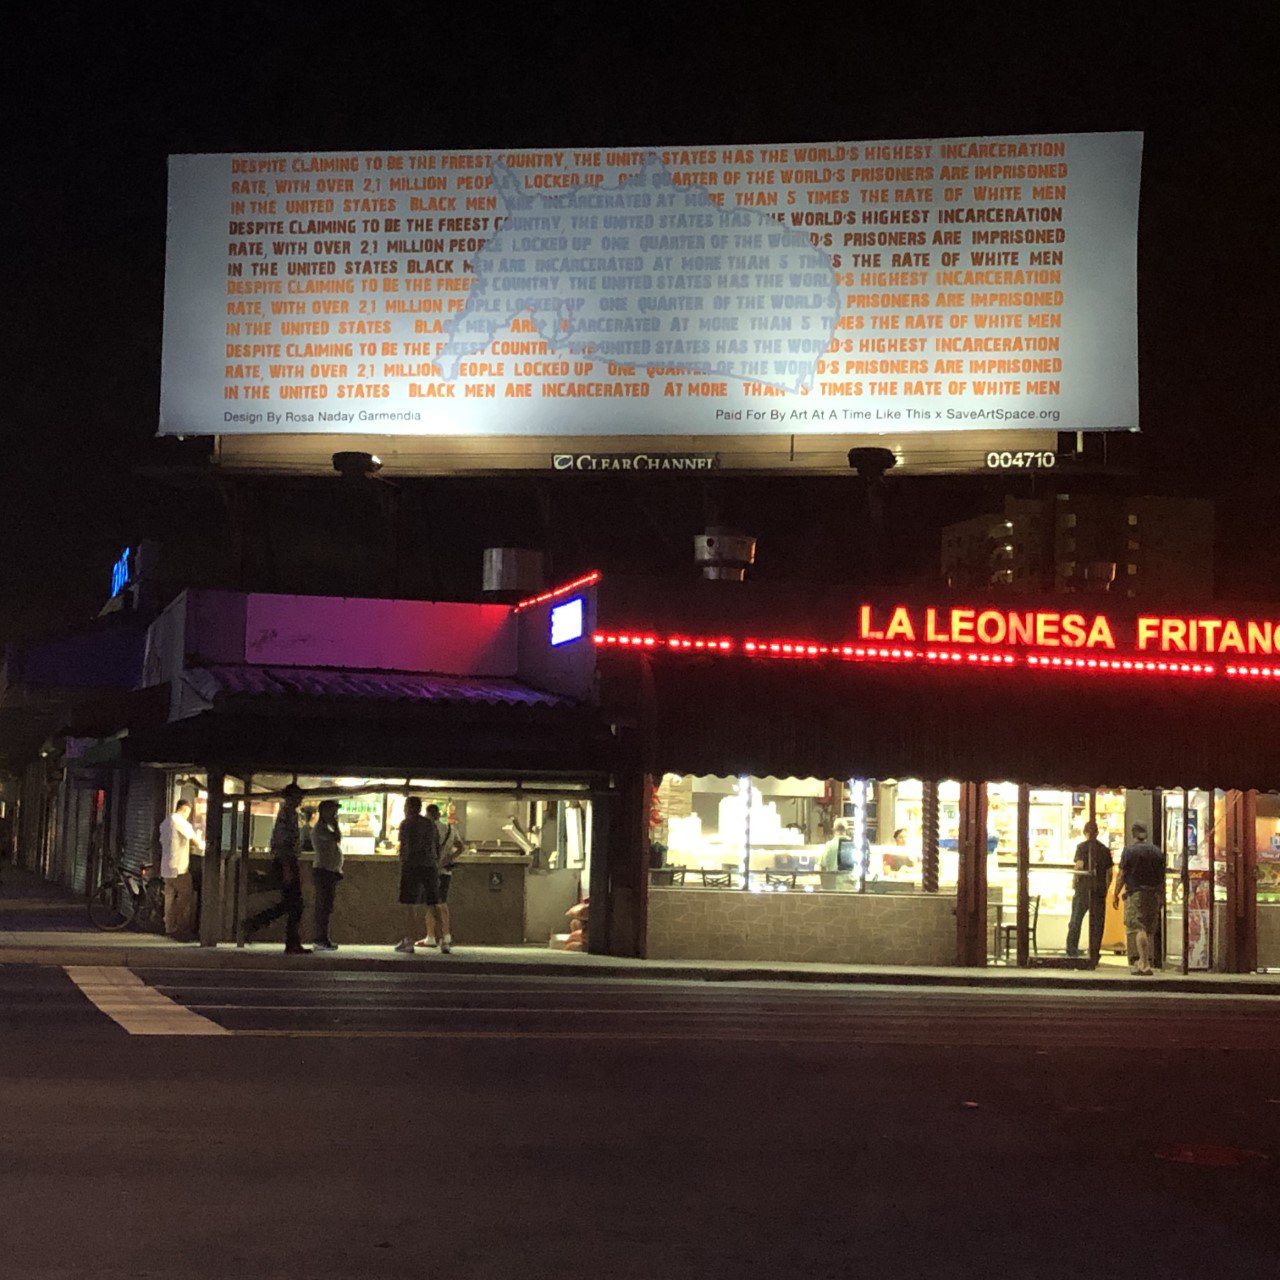 DESPITE CLAIMING TO BE THE FREEST COUNTRY, THE UNITED STATES HAS THE WORLD'S HIGHEST INCARCERATION
RATE, WITH OVER 2,1 MILLION PEOPLE LOCKED UP ONE QUARTER OF THE WORLD'S PRISONERS ARE IMPRISONED
IN THE UNITED STATES BLACK MEN ARE INCARCERATED AT MORE THAN 5 TIMES THE RATE OF WHITE MEN
DESPITE CLAIMING TO BE THE FREEST COUNTRY, THE UNITED STATES HAS THE WORLD'S HIGHEST INCARCERATION
RATE, WITH OVER 2,1 MILLION PEOPLE LOCKED UP ONE QUARTER OF THE WORLD'S PRISONERS ARE IMPRISONED
IN THE UNITED STATES BLACK MEN ARE INCARCERATED AT MORE THAN 5 TIMES THE RATE OF WHITE MEN
DESPITE CLAIMING TO BE THE FREEST COUNTRY, THE UNITED STATES HAS THE WORLD'S HIGHEST INCARCERATION
RATE, WITH OVER 2,1 MILLION PEOPLE LOCKED UP ONE QUARTER OF THE WORLD'S PRISONERS ARE IMPRISONED
IN THE UNITED STATES BLACK MEN ARE INCARCERATED AT MORE THAN 5 TIMES THE RATE OF WHITE MEN
DESPITE CLAIMING TO BE THE FREEST COUNTRY, THE UNITED STATES HAS THE WORLD'S HIGHEST INCARCERATION
RATE, WITH OVER 2,1 MILLION PEOPLE LOCKED UP ONE QUARTER OF THE WORLD'S PRISONERS ARE IMPRISONED
IN THE UNITED STATES BLACK MEN ARE INCARCERATED AT MORE THAN 5 TIMES THE RATE OF WHITE MEN
Design By Rosa Naday Garmendia
Paid For By Art At A Time Like This x SaveArtSpace.org
CLEAR CHANNEL
004710
LA LEONESA FRITANG